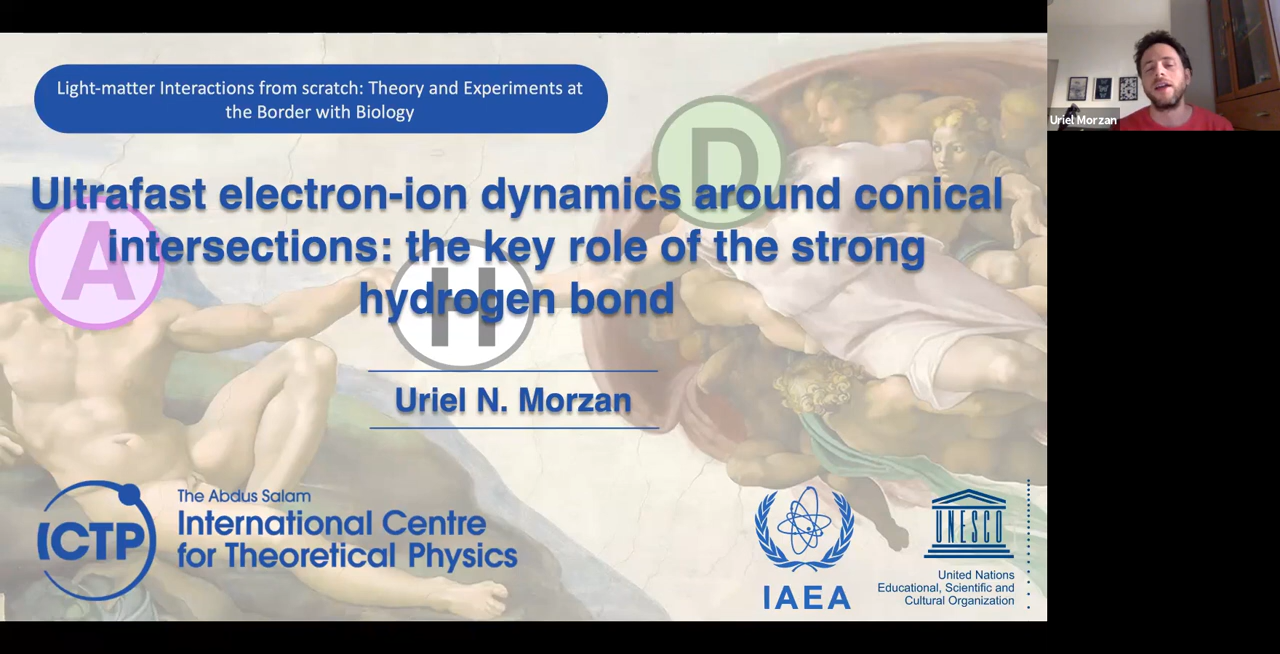 Light-matter Interactions from scratch: Theory and Experiments at
the Border with Biology
D
Ultrafast electron-ion dynamics around conical
A
intersections: the key role of the strong
H
hydrogen bond
Uriel N. Morzan
ICTP
The Abdus Salam
International Centre
for Theoretical Physics
IAEA
UNESCO
United Nations
Educational, Scientific and
Cultural Organization
Uriel Morzan